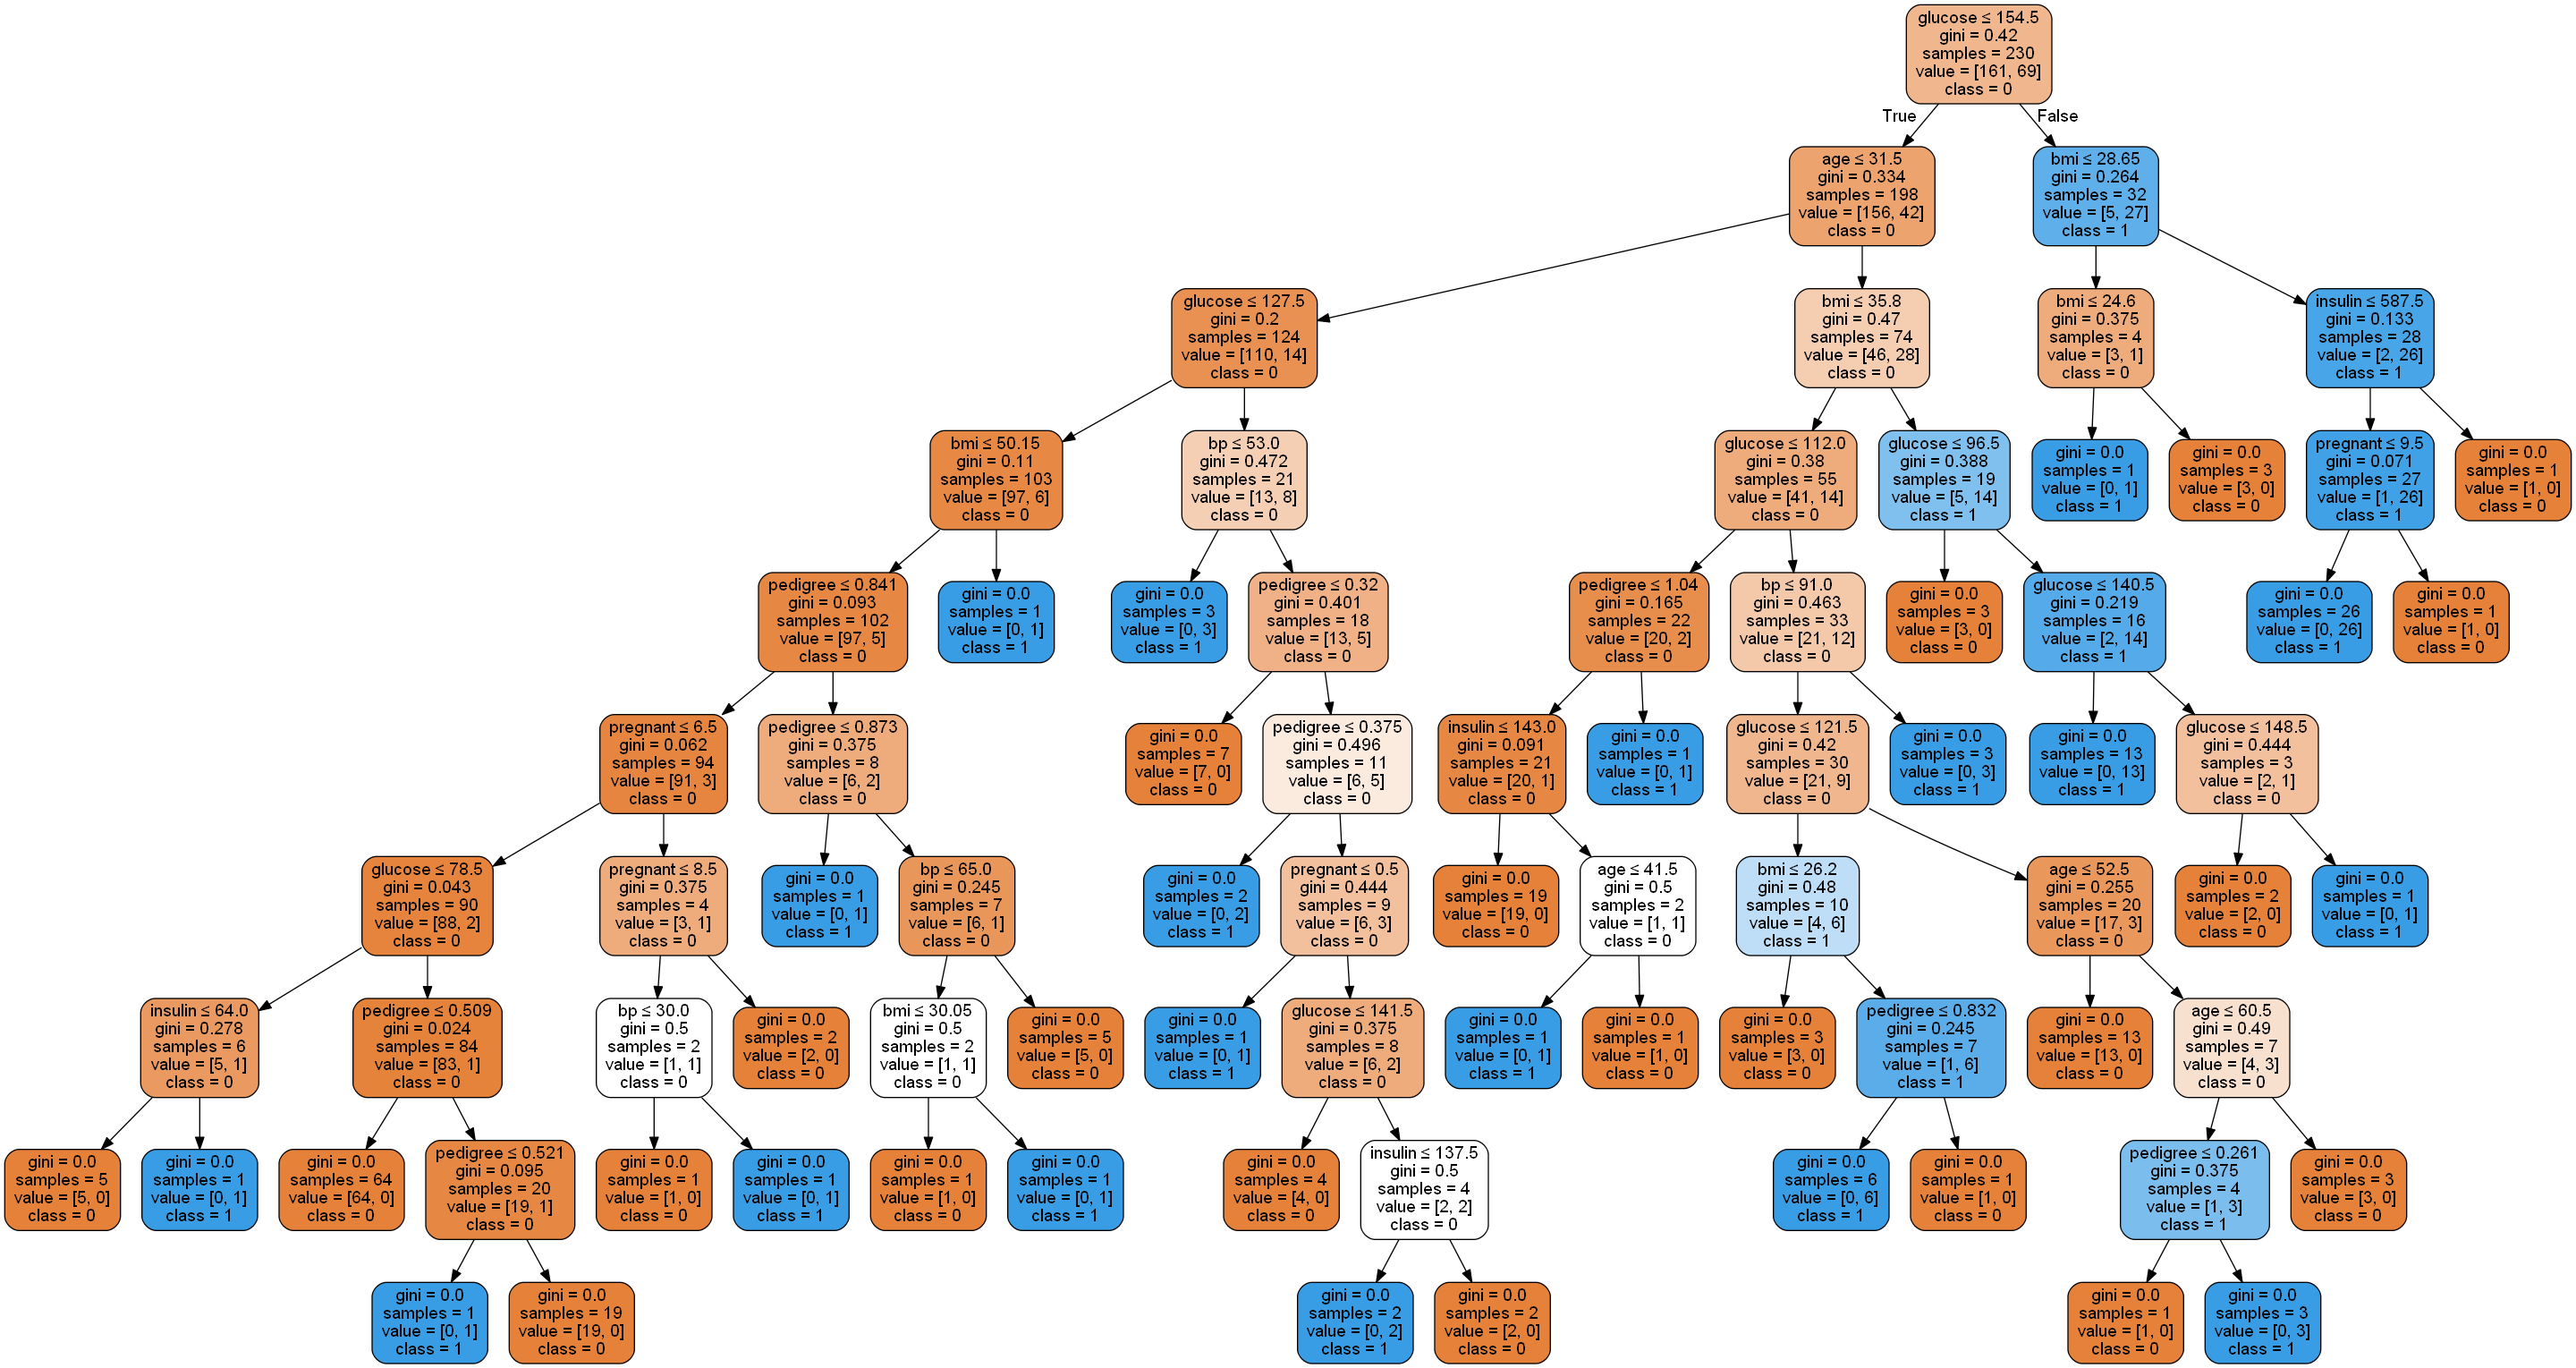 glucose ≤ 154.5
gini = 0.42
samples = 230
value = [161, 69]
class = 0
True
False
age ≤ 31.5
gini = 0.334
samples = 198
value = [156, 42]
class = 0
bmi ≤ 28.65
gini = 0.264
samples = 32
value = [5, 27]
class = 1
glucose ≤ 127.5
gini = 0.2
samples = 124
value = [110, 14]
class = 0
bmi ≤ 35.8
gini = 0.47
samples = 74
value = [46, 28]
class = 0
bmi ≤ 24.6
gini = 0.375
samples = 4
value = [3, 1]
class = 0
insulin ≤ 587.5
gini = 0.133
samples = 28
value = [2, 26]
class = 1
bmi ≤ 50.15
gini = 0.11
samples = 103
value = [97, 6]
class = 0
bp ≤ 53.0
gini = 0.472
samples = 21
value = [13, 8]
class = 0
glucose ≤ 112.0
gini = 0.38
samples = 55
value = [41, 14]
class = 0
glucose ≤ 96.5
gini = 0.388
samples = 19
value = [5, 14]
class = 1
gini = 0.0
samples = 1
value = [0, 1]
class = 1
gini = 0.0
samples = 3
value = [3, 0]
class = 0
pregnant ≤ 9.5
gini = 0.071
samples = 27
value = [1, 26]
class = 1
gini = 0.0
samples = 1
value = [1, 0]
class = 0
pedigree ≤ 0.841
gini = 0.093
samples = 102
value = [97, 5]
class = 0
gini = 0.0
samples = 1
value = [0, 1]
class = 1
gini = 0.0
samples = 3
value = [0, 3]
class = 1
pedigree ≤ 0.32
gini = 0.401
samples = 18
value = [13, 5]
class = 0
pedigree ≤ 1.04
gini = 0.165
samples = 22
value = [20, 2]
class = 0
bp ≤ 91.0
gini = 0.463
samples = 33
value = [21, 12]
class = 0
gini = 0.0
samples = 3
value = [3, 0]
class = 0
glucose ≤ 140.5
gini = 0.219
samples = 16
value = [2, 14]
class = 1
gini = 0.0
samples = 26
value = [0, 26]
class = 1
gini = 0.0
samples = 1
value = [1, 0]
class = 0
pregnant ≤ 6.5
gini = 0.062
samples = 94
value = [91, 3]
class = 0
pedigree ≤ 0.873
gini = 0.375
samples = 8
value = [6, 2]
class = 0
gini = 0.0
samples = 7
value = [7, 0]
class = 0
pedigree ≤ 0.375
gini = 0.496
samples = 11
value = [6, 5]
class = 0
insulin ≤ 143.0
gini = 0.091
samples = 21
value = [20, 1]
class = 0
gini = 0.0
samples = 1
value = [0, 1]
class = 1
glucose ≤ 121.5
gini = 0.42
samples = 30
value = [21, 9]
class = 0
gini = 0.0
samples = 3
value = [0, 3]
class = 1
gini = 0.0
samples = 13
value = [0, 13]
class = 1
glucose ≤ 148.5
gini = 0.444
samples = 3
value = [2, 1]
class = 0
glucose ≤ 78.5
gini = 0.043
samples = 90
value = [88, 2]
class = 0
pregnant ≤ 8.5
gini = 0.375
samples = 4
value = [3, 1]
class = 0
gini = 0.0
samples = 1
value = [0, 1]
class = 1
bp ≤ 65.0
gini = 0.245
samples = 7
value = [6, 1]
class = 0
gini = 0.0
samples = 2
value = [0, 2]
class = 1
pregnant ≤ 0.5
gini = 0.444
samples = 9
value = [6, 3]
class = 0
gini = 0.0
samples = 19
value = [19, 0]
class = 0
age ≤ 41.5
gini = 0.5
samples = 2
value = [1, 1]
class = 0
bmi ≤ 26.2
gini = 0.48
samples = 10
value = [4, 6]
class = 1
age ≤ 52.5
gini = 0.255
samples = 20
value = [17, 3]
class = 0
gini = 0.0
samples = 2
value = [2, 0]
class = 0
gini = 0.0
samples = 1
value = [0, 1]
class = 1
insulin ≤ 64.0
gini = 0.278
samples = 6
value = [5, 1]
class = 0
pedigree ≤ 0.509
gini = 0.024
samples = 84
value = [83, 1]
class = 0
bp ≤ 30.0
gini = 0.5
samples = 2
value = [1, 1]
class = 0
gini = 0.0
samples = 2
value = [2, 0]
class = 0
bmi ≤ 30.05
gini = 0.5
samples = 2
value = [1, 1]
class = 0
gini = 0.0
samples = 5
value = [5, 0]
class = 0
gini = 0.0
samples = 1
value = [0, 1]
class = 1
glucose ≤ 141.5
gini = 0.375
samples = 8
value = [6, 2]
class = 0
gini = 0.0
samples = 1
value = [0, 1]
class = 1
gini = 0.0
samples = 1
value = [1, 0]
class = 0
gini = 0.0
samples = 3
value = [3, 0]
class = 0
pedigree ≤ 0.832
gini = 0.245
samples = 7
value = [1, 6]
class = 1
gini = 0.0
samples = 13
value = [13, 0]
class = 0
age ≤ 60.5
gini = 0.49
samples = 7
value = [4, 3]
class = 0
gini = 0.0
samples = 5
value = [5, 0]
class = 0
gini = 0.0
samples = 1
value = [0, 1]
class = 1
gini = 0.0
samples = 64
value = [64, 0]
class = 0
pedigree ≤ 0.521
gini = 0.095
samples = 20
value = [19, 1]
class = 0
gini = 0.0
samples = 1
value = [1, 0]
class = 0
gini = 0.0
samples = 1
value = [0, 1]
class = 1
gini = 0.0
samples = 1
value = [1, 0]
class = 0
gini = 0.0
samples = 1
value = [0, 1]
class = 1
gini = 0.0
samples = 4
value = [4, 0]
class = 0
insulin ≤ 137.5
gini = 0.5
samples = 4
value = [2, 2]
class = 0
gini = 0.0
samples = 6
value = [0, 6]
class = 1
gini = 0.0
samples = 1
value = [1, 0]
class = 0
pedigree ≤ 0.261
gini = 0.375
samples = 4
value = [1, 3]
class = 1
gini = 0.0
samples = 3
value = [3, 0]
class = 0
gini = 0.0
samples = 1
value = [0, 1]
class = 1
gini = 0.0
samples = 19
value = [19, 0]
class = 0
gini = 0.0
samples = 2
value = [0, 2]
class = 1
gini = 0.0
samples = 2
value = [2, 0]
class = 0
gini = 0.0
samples = 1
value = [1, 0]
class = 0
gini = 0.0
samples = 3
value = [0, 3]
class = 1